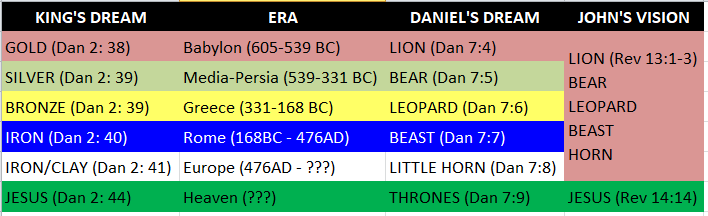 KING'S DREAM ERA DANIEL'S DREAM JOHN'S VISION
GOLD (Dan 2: 38) Babylon (605-539 BC) LION (Dan 7:4)
SILVER (Dan 2: 39) Media-Persia (539-331 BC) BEAR (Dan 7:5)
BRONZE (Dan 2: 39) Greece (331-168 BC) LEOPARD (Dan 7:6)
IRON (Dan 2: 40) Rome (168BC - 476AD) BEAST (Dan 7:7)
IRON/CLAY (Dan 2: 41) Europe (476AD - ???) LITTLE HORN (Dan 7:8)
LION (Rev 13:1-3)
BEAR
LEOPARD
BEAST
HORN
JESUS (Dan 2: 44) Heaven (???) THRONES (Dan 7:9) JESUS (Rev 14:14)